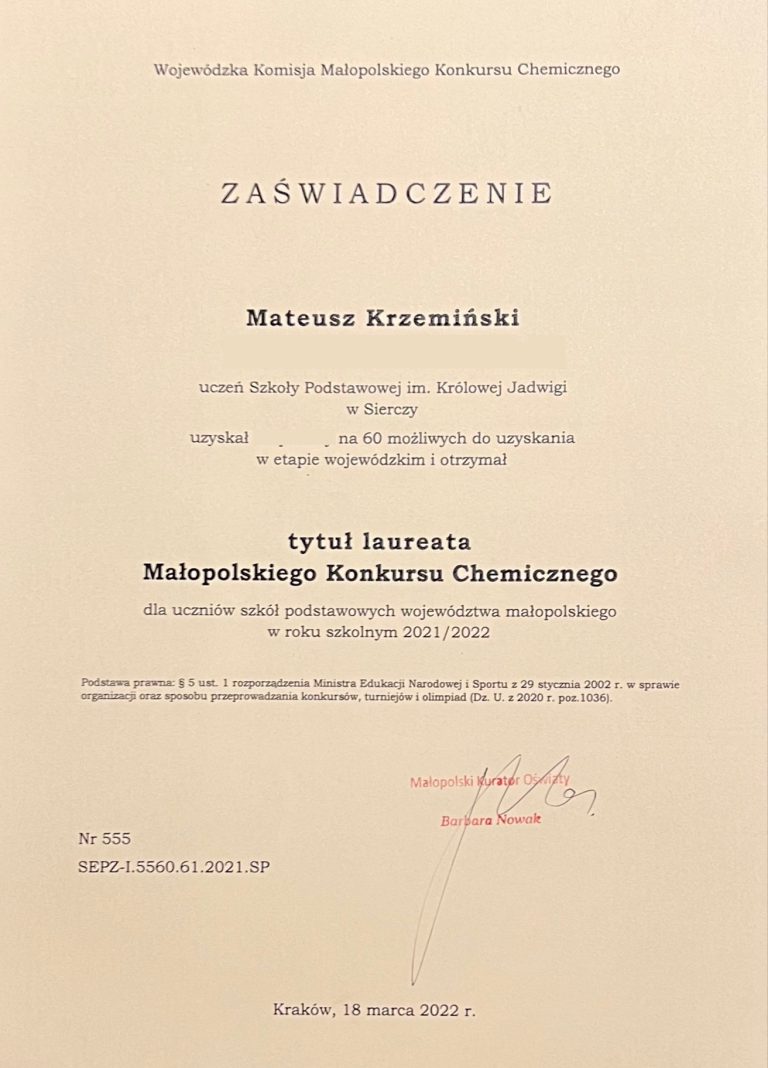 Wojewódzka Komisja Małopolskiego Konkursu Chemicznego
ZAŚWIADCZENIE
Mateusz Krzemiński
uczeń Szkoły Podstawowej im. Królowej Jadwigi
w Sierczy
uzyskał na 60 możliwych do uzyskania
w etapie wojewódzkim i otrzymał
tytuł laureata
Małopolskiego Konkursu Chemicznego
dla uczniów szkół podstawowych województwa małopolskiego
w roku szkolnym 2021/2022
Podstawa prawna: § 5 ust. 1 rozporządzenia Ministra Edukacji Narodowej i Sportu z 29 stycznia 2002 r. w sprawie
organizacji oraz sposobu przeprowadzania konkursów, turniejów i olimpiad (Dz. U. z 2020 r. poz.1036).
Małopolski Kurator Oświaty
Barbara Nowak
Nr 555
SEPZ-I.5560.61.2021.SP
Kraków, 18 marca 2022 r.